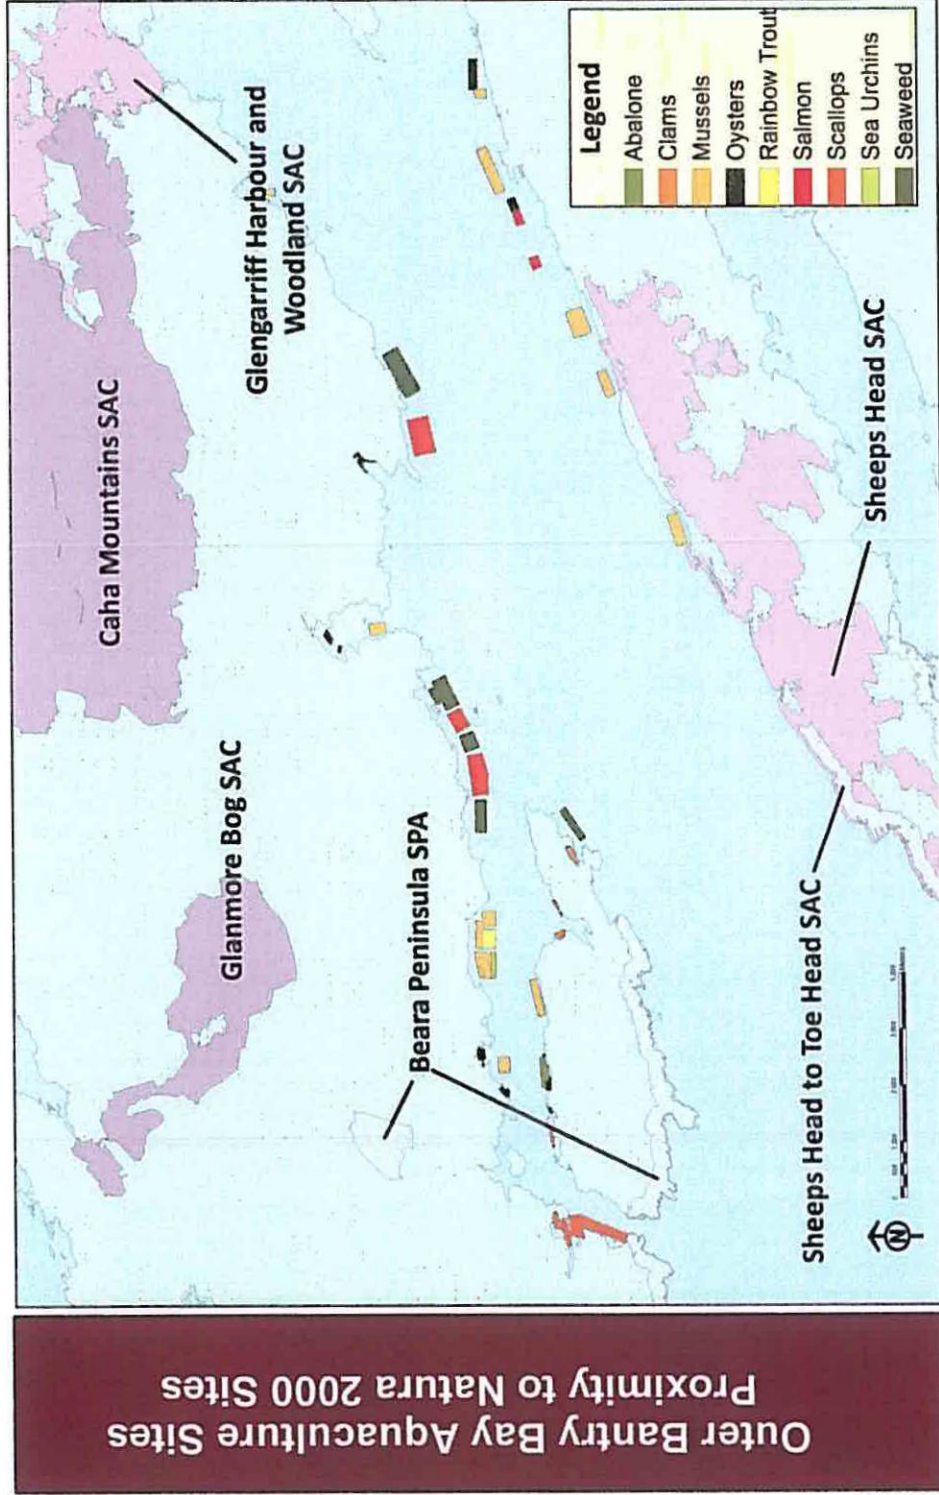 Outer Bantry Bay Aquaculture Sites
Proximity to Natura 2000 Sites
Caha Mountains SAC
Glengarriff Harbour and
Woodland SAC
Glanmore Bog SAC
Beara Peninsula SPA
Sheeps Head SAC
Sheeps Head to Toe Head SAC
N
Legend
Abalone
Clams
Mussels
Oysters
Rainbow Trout
Salmon
Scallops
Sea Urchins
Seaweed